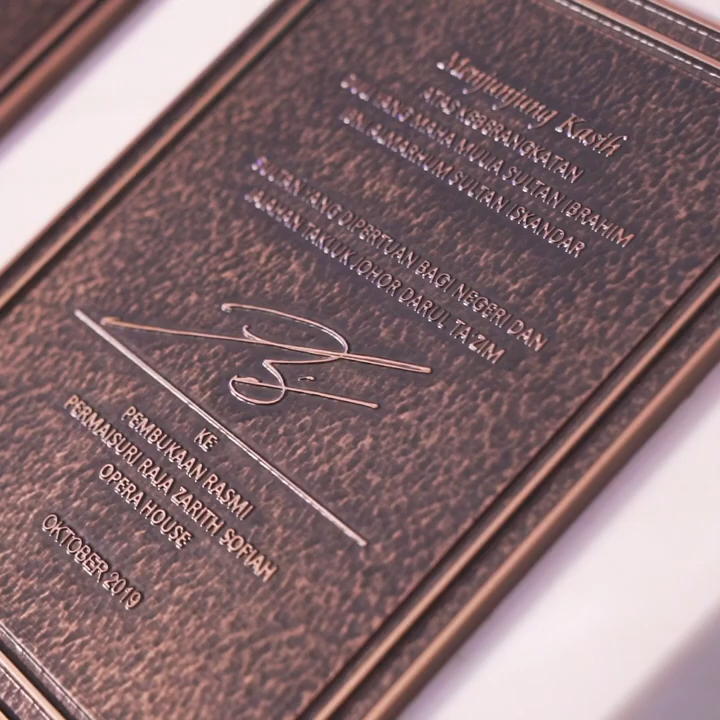 Menjunjung Kasih
ATAS KEBERANGKATAN
DULI YANG MAHA MULIA SULTAN IBRAHIM
IBNI ALMARHUM SULTAN ISKANDAR
SULTAN YANG DIPERTUAN BAGI NEGERI DAN
JAJAHAN TAKLUK JOHOR DARUL TA'ZIM
KE
PEMBUKAAN RASMI
PERMAISURI RAJA ZARITH SOFIAH
OPERA HOUSE
OKTOBER 2019